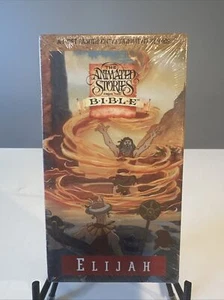 THE
ANIMATED
STORIES
FROM THE
BIBLE
ELIJAH